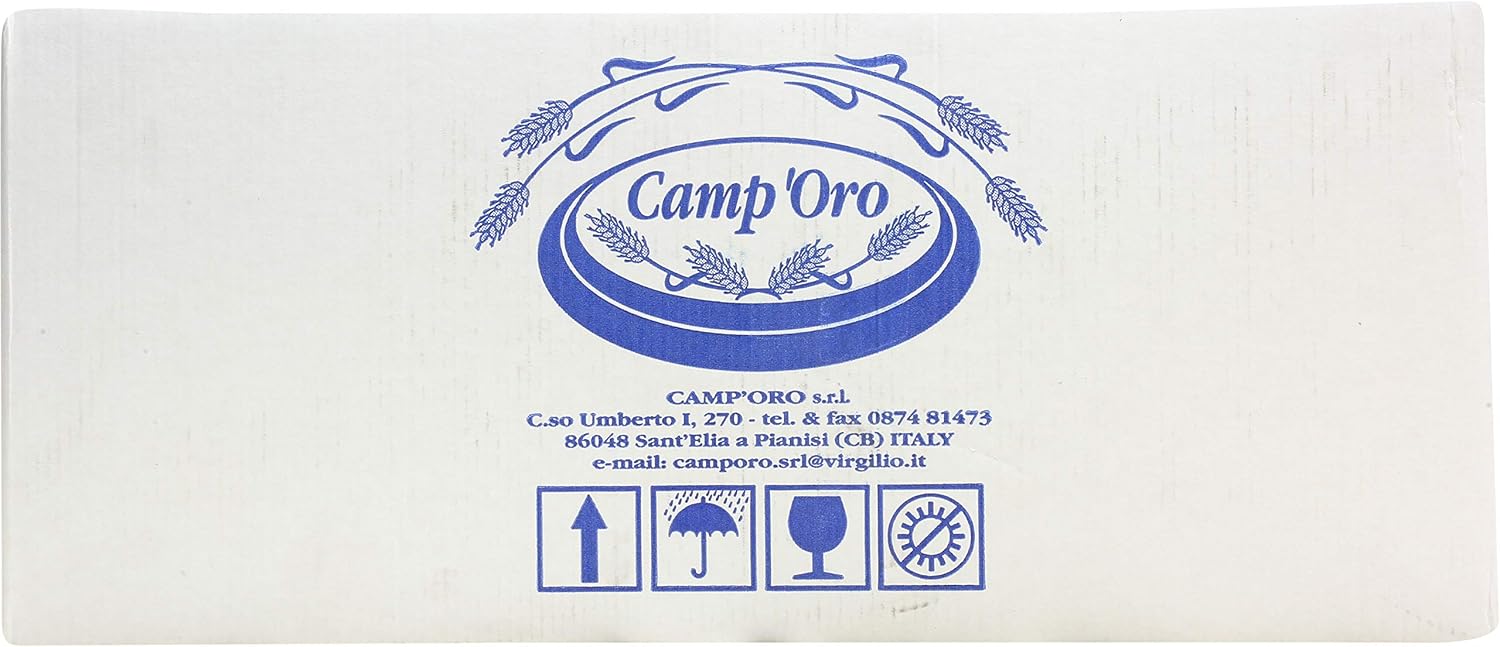 Camp'Oro
CAMP'ORO s.r.l.
C.so Umberto I, 270 - tel. & fax 0874 81473
86048 Sant'Elia a Pianisi (CB) ITALY
e-mail: camporo.srl@virgilio.it